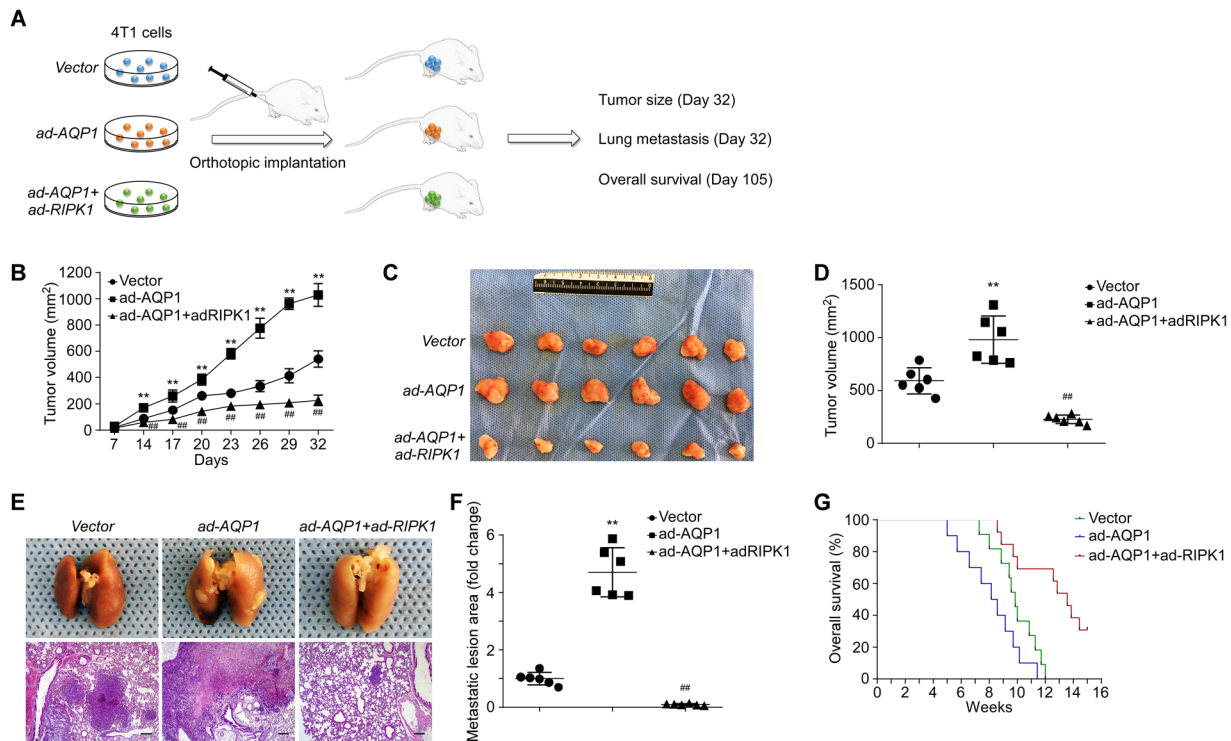 A
4T1 cells
Vector
ad-AQP1
ad-AQP1+
ad-RIPK1
Orthotopic implantation
Tumor size (Day 32)
Lung metastasis (Day 32)
Overall survival (Day 105)
B
Tumor volume (mm²)
1200
1000
800
600
400
200
0
7 14 17 20 23 26 29 32
Days
Vector
ad-AQP1
ad-AQP1+adRIPK1
** ** ** ** ** ** **
## ## ## ## ## ## ##
C
Vector
ad-AQP1
ad-AQP1+
ad-RIPK1
D
Tumor volume (mm²)
1500
1000
500
0
**
##
Vector
ad-AQP1
ad-AQP1+adRIPK1
E
Vector
ad-AQP1
ad-AQP1+ad-RIPK1
F
Metastatic lesion area (fold change)
6
4
2
0
**
##
Vector
ad-AQP1
ad-AQP1+adRIPK1
G
Overall survival (%)
100
80
60
40
20
0
0 2 4 6 8 10 12 14 16
Weeks
Vector
ad-AQP1
ad-AQP1+ad-RIPK1